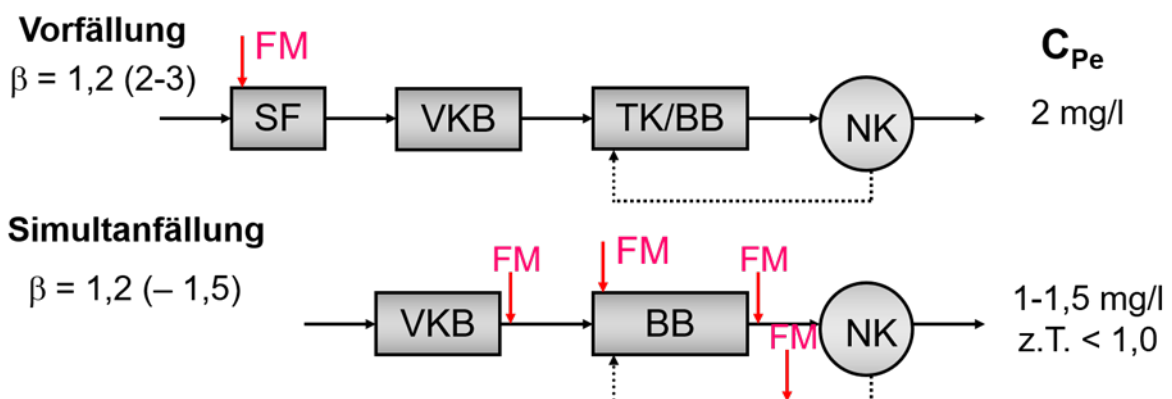 Vorfällung
β = 1,2 (2-3)
FM
SF
VKB
TK/BB
NK
C_Pe
2 mg/l
Simultanfällung
β = 1,2 (– 1,5)
VKB
FM
FM
BB
FM
FM
NK
1-1,5 mg/l
z.T. < 1,0